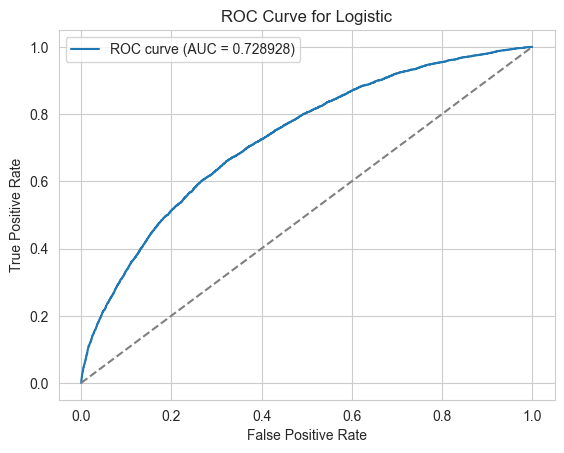 ROC Curve for Logistic
ROC curve (AUC = 0.728928)
True Positive Rate
1.0
0.8
0.6
0.4
0.2
0.0
0.0 0.2 0.4 0.6 0.8 1.0
False Positive Rate